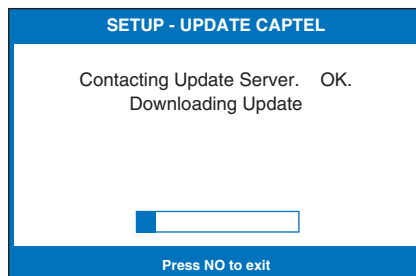 SETUP - UPDATE CAPTEL
Contacting Update Server. OK.
Downloading Update
Press NO to exit